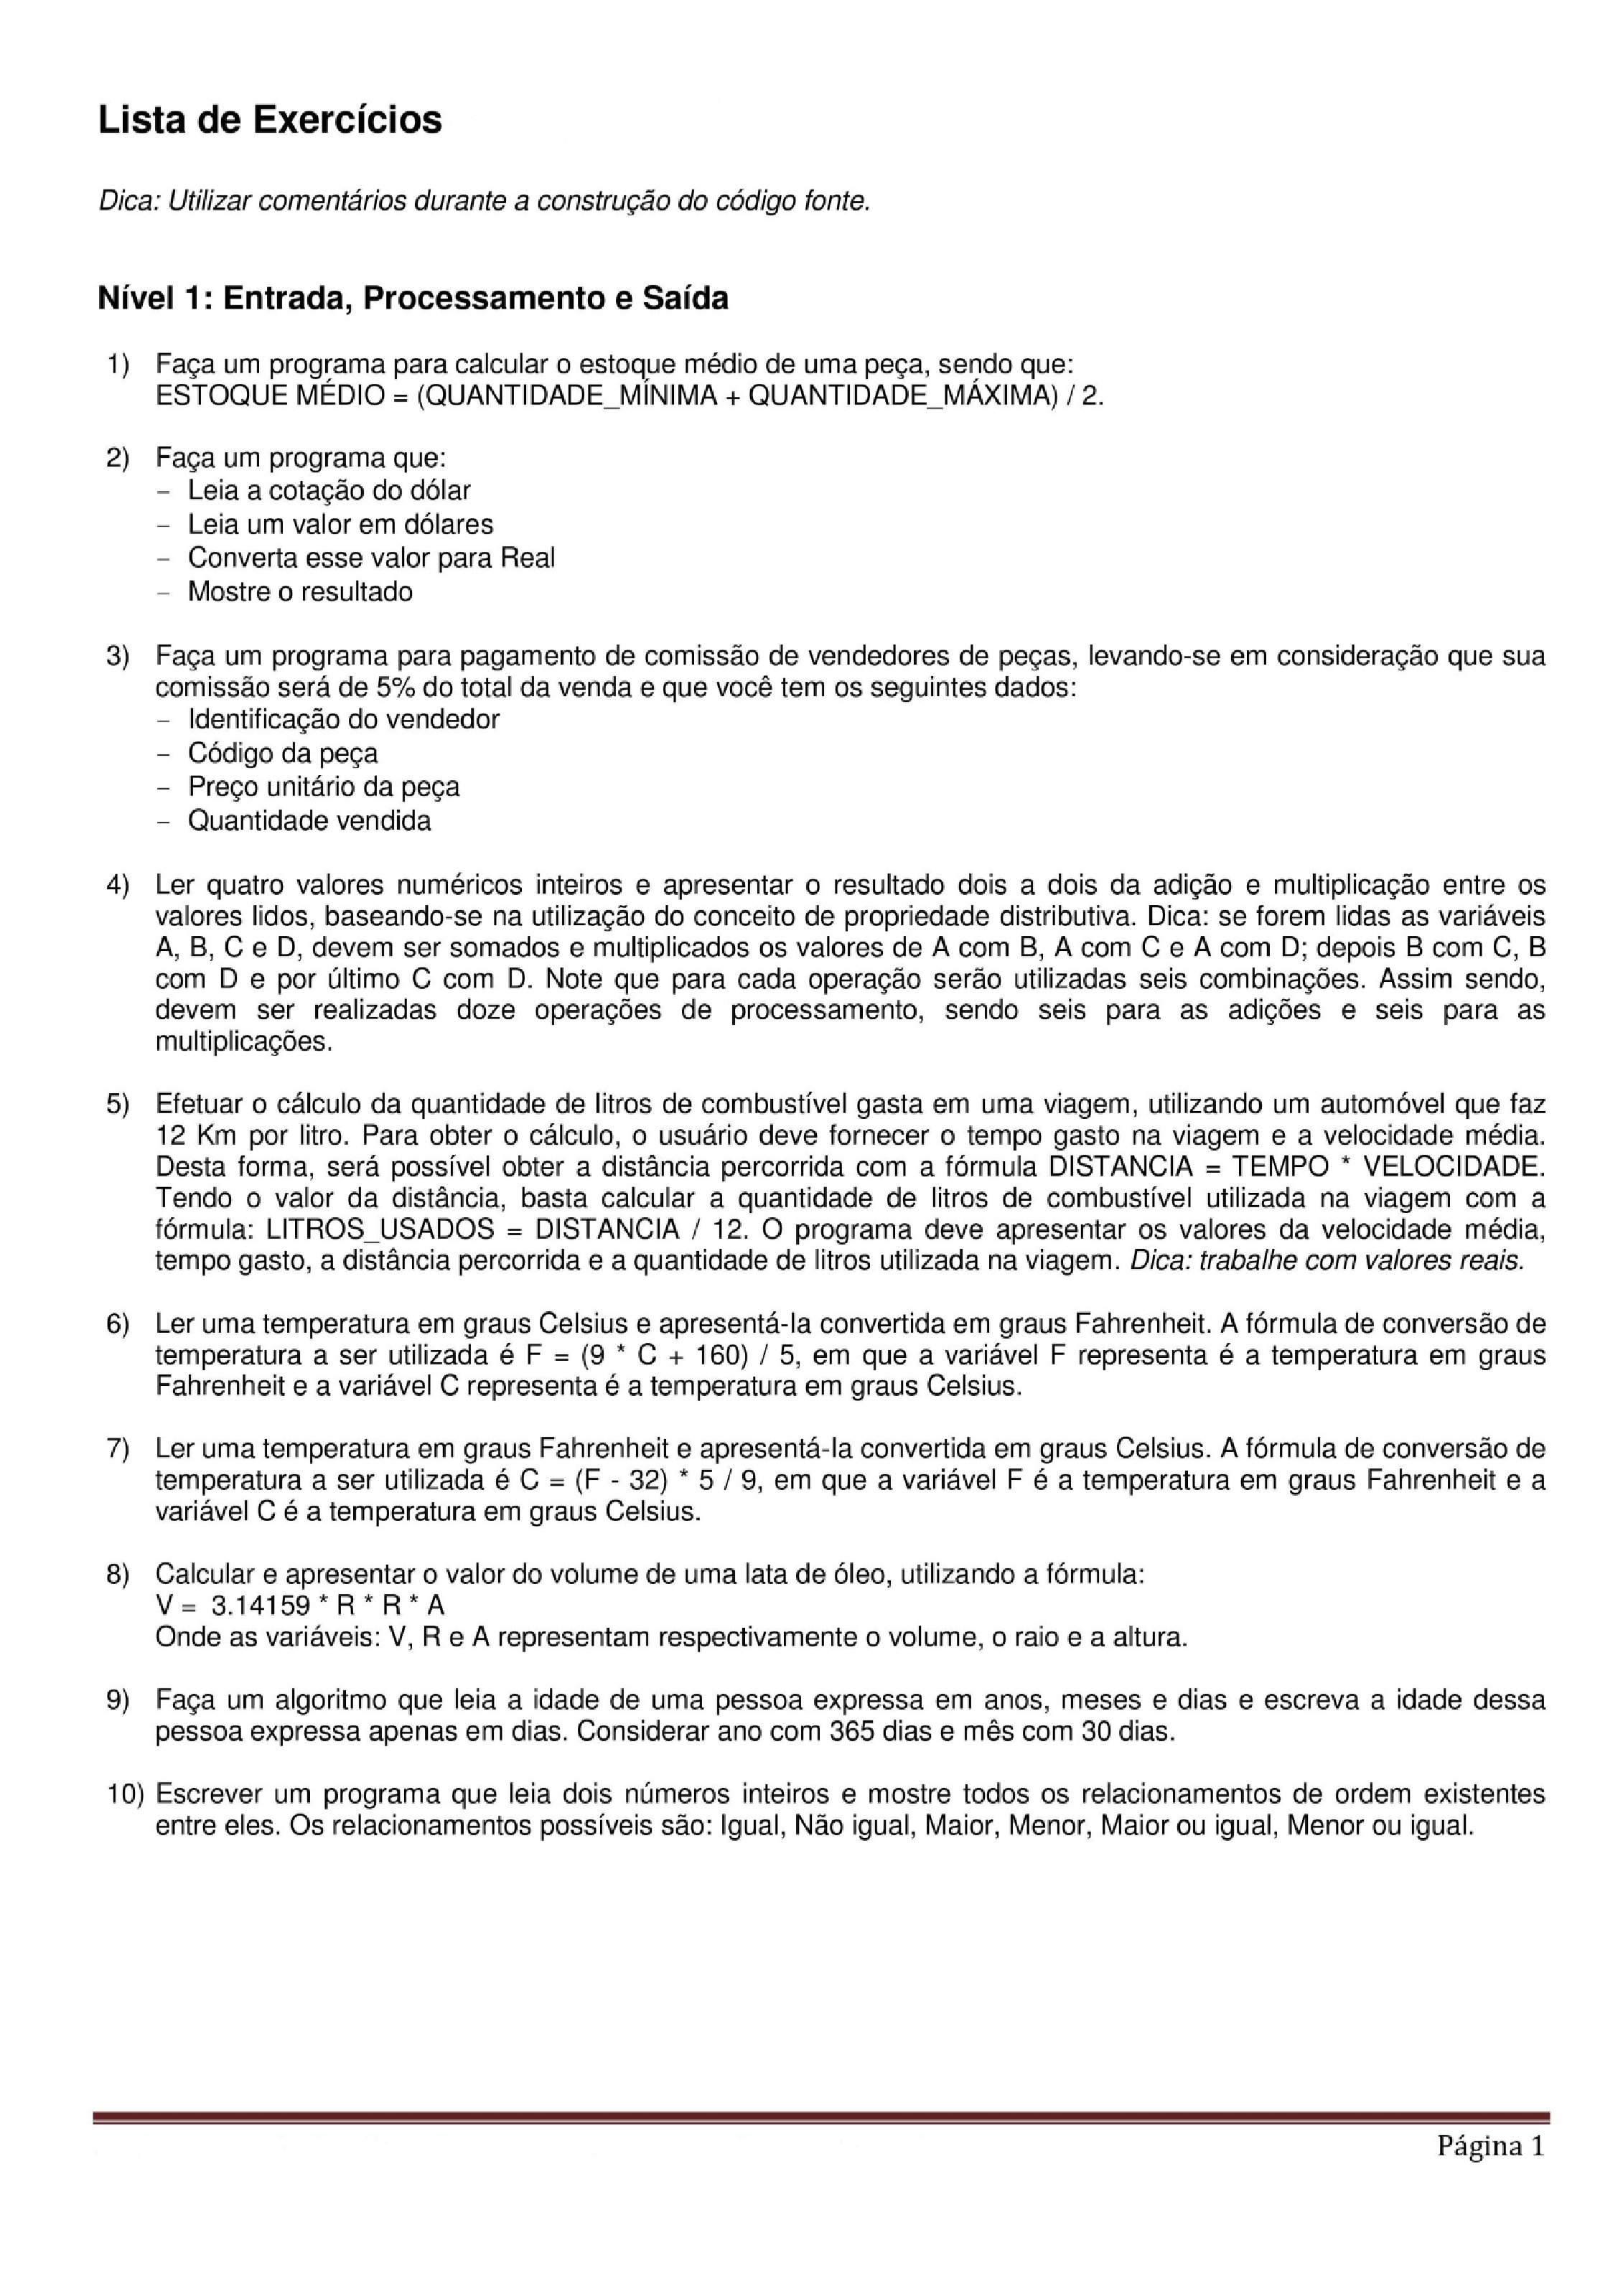 Lista de Exercícios
Dica: Utilizar comentários durante a construção do código fonte.
Nível 1: Entrada, Processamento e Saída
1) Faça um programa para calcular o estoque médio de uma peça, sendo que:
ESTOQUE MÉDIO = (QUANTIDADE_MÍNIMA + QUANTIDADE_MÁXIMA) / 2.
2) Faça um programa que:
− Leia a cotação do dólar
− Leia um valor em dólares
− Converta esse valor para Real
− Mostre o resultado
3) Faça um programa para pagamento de comissão de vendedores de peças, levando-se em consideração que sua
comissão será de 5% do total da venda e que você tem os seguintes dados:
− Identificação do vendedor
− Código da peça
− Preço unitário da peça
− Quantidade vendida
4) Ler quatro valores numéricos inteiros e apresentar o resultado dois a dois da adição e multiplicação entre os
valores lidos, baseando-se na utilização do conceito de propriedade distributiva. Dica: se forem lidas as variáveis
A, B, C e D, devem ser somados e multiplicados os valores de A com B, A com C e A com D; depois B com C, B
com D e por último C com D. Note que para cada operação serão utilizadas seis combinações. Assim sendo,
devem ser realizadas doze operações de processamento, sendo seis para as adições e seis para as
multiplicações.
5) Efetuar o cálculo da quantidade de litros de combustível gasta em uma viagem, utilizando um automóvel que faz
12 Km por litro. Para obter o cálculo, o usuário deve fornecer o tempo gasto na viagem e a velocidade média.
Desta forma, será possível obter a distância percorrida com a fórmula DISTANCIA = TEMPO * VELOCIDADE.
Tendo o valor da distância, basta calcular a quantidade de litros de combustível utilizada na viagem com a
fórmula: LITROS_USADOS = DISTANCIA / 12. O programa deve apresentar os valores da velocidade média,
tempo gasto, a distância percorrida e a quantidade de litros utilizada na viagem. Dica: trabalhe com valores reais.
6) Ler uma temperatura em graus Celsius e apresentá-la convertida em graus Fahrenheit. A fórmula de conversão de
temperatura a ser utilizada é F = (9 * C + 160) / 5, em que a variável F representa é a temperatura em graus
Fahrenheit e a variável C representa é a temperatura em graus Celsius.
7) Ler uma temperatura em graus Fahrenheit e apresentá-la convertida em graus Celsius. A fórmula de conversão de
temperatura a ser utilizada é C = (F - 32) * 5 / 9, em que a variável F é a temperatura em graus Fahrenheit e a
variável C é a temperatura em graus Celsius.
8) Calcular e apresentar o valor do volume de uma lata de óleo, utilizando a fórmula:
V = 3.14159 * R * R * A
Onde as variáveis: V, R e A representam respectivamente o volume, o raio e a altura.
9) Faça um algoritmo que leia a idade de uma pessoa expressa em anos, meses e dias e escreva a idade dessa
pessoa expressa apenas em dias. Considerar ano com 365 dias e mês com 30 dias.
10) Escrever um programa que leia dois números inteiros e mostre todos os relacionamentos de ordem existentes
entre eles. Os relacionamentos possíveis são: Igual, Não igual, Maior, Menor, Maior ou igual, Menor ou igual.
Página 1